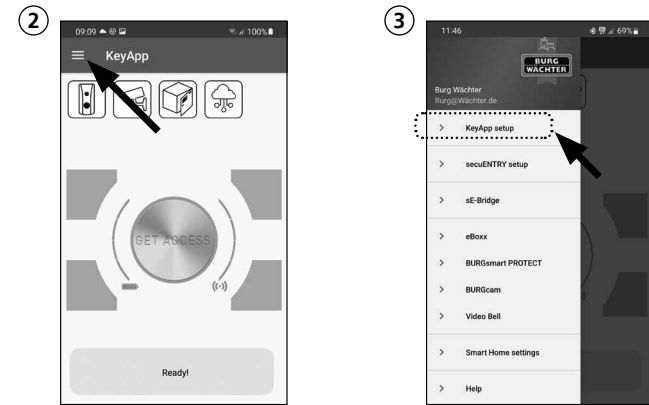 2
09:09 100%
KeyApp
GET ACCESS
Ready!
3
11:46 69%
BURG
WÄCHTER
Burg Wächter
Burg@Wächter.de
KeyApp setup
secuENTRY setup
sE-Bridge
eBoxx
BURGsmart PROTECT
BURGcam
Video Bell
Smart Home settings
Help